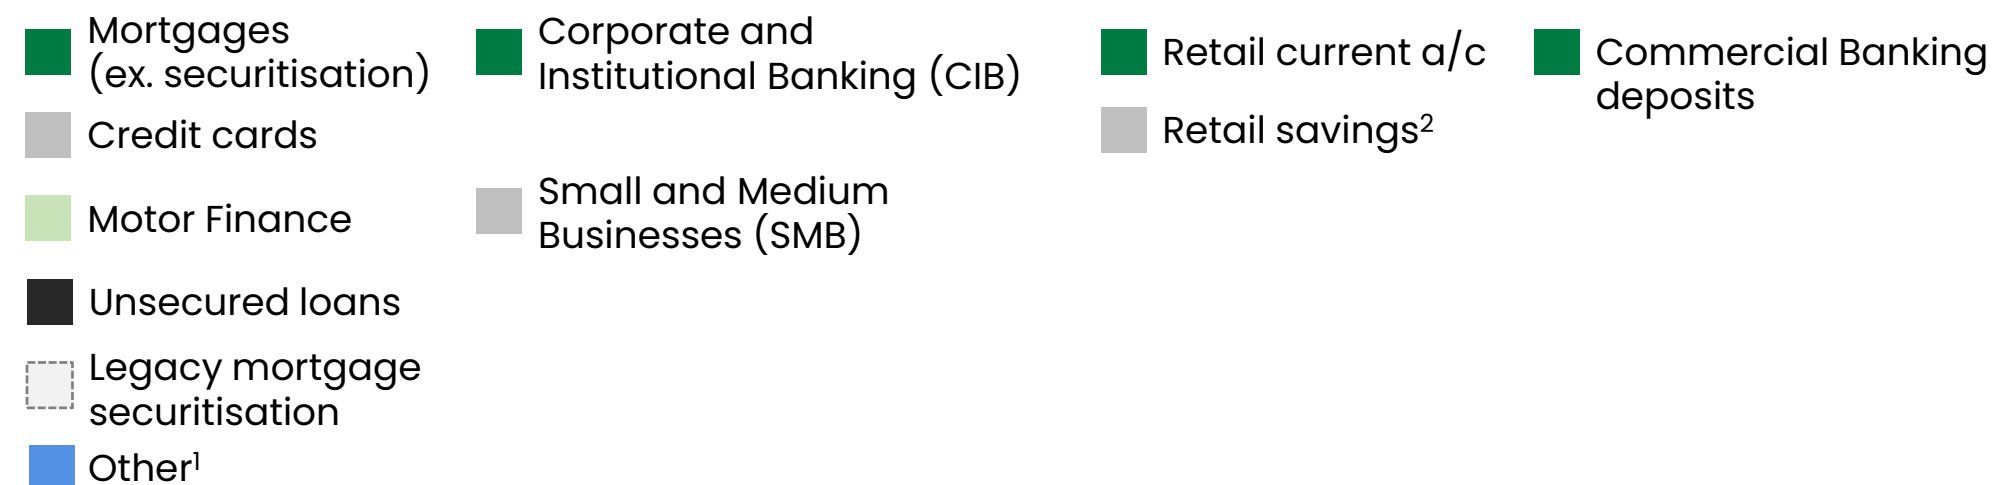 Mortgages
(ex. securitisation)
Credit cards
Motor Finance
Unsecured loans
Legacy mortgage
securitisation
Other¹
Corporate and
Institutional Banking (CIB)
Small and Medium
Businesses (SMB)
Retail current a/c
Retail savings²
Commercial Banking
deposits